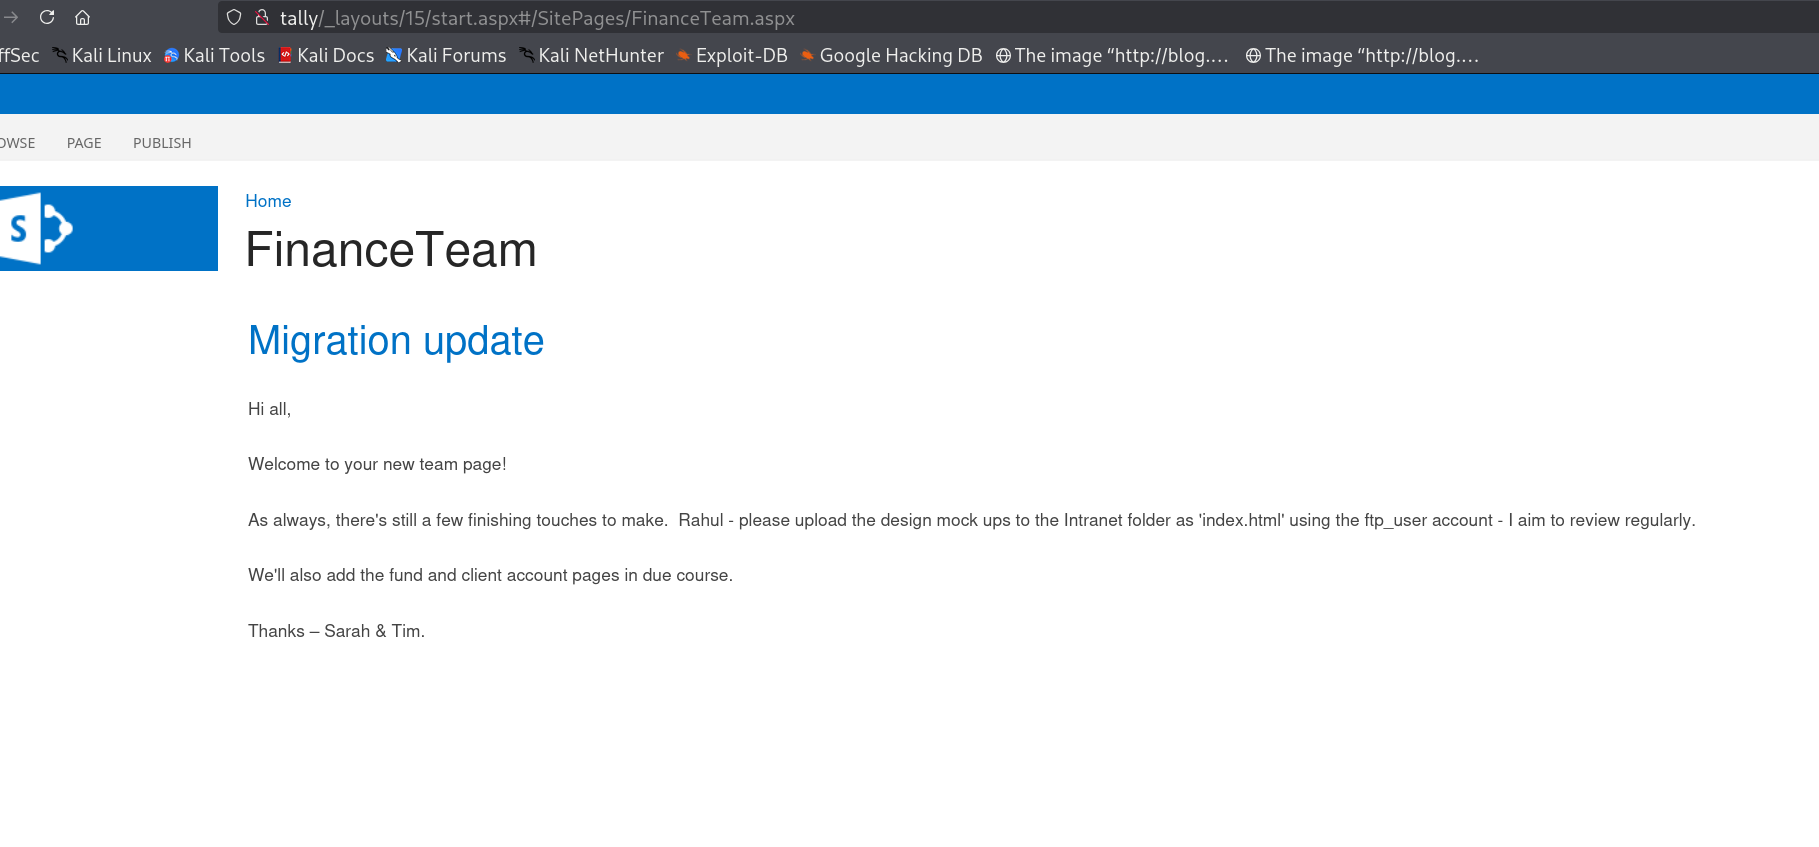 tally/_layouts/15/start.aspx#/SitePages/FinanceTeam.aspx
ffSec Kali Linux Kali Tools Kali Docs Kali Forums Kali NetHunter Exploit-DB Google Hacking DB The image “http://blog.… The image “http://blog.…
OWSE PAGE PUBLISH
S
Home
FinanceTeam
Migration update
Hi all,
Welcome to your new team page!
As always, there's still a few finishing touches to make.  Rahul - please upload the design mock ups to the Intranet folder as 'index.html' using the ftp_user account - I aim to review regularly.
We'll also add the fund and client account pages in due course.
Thanks – Sarah & Tim.